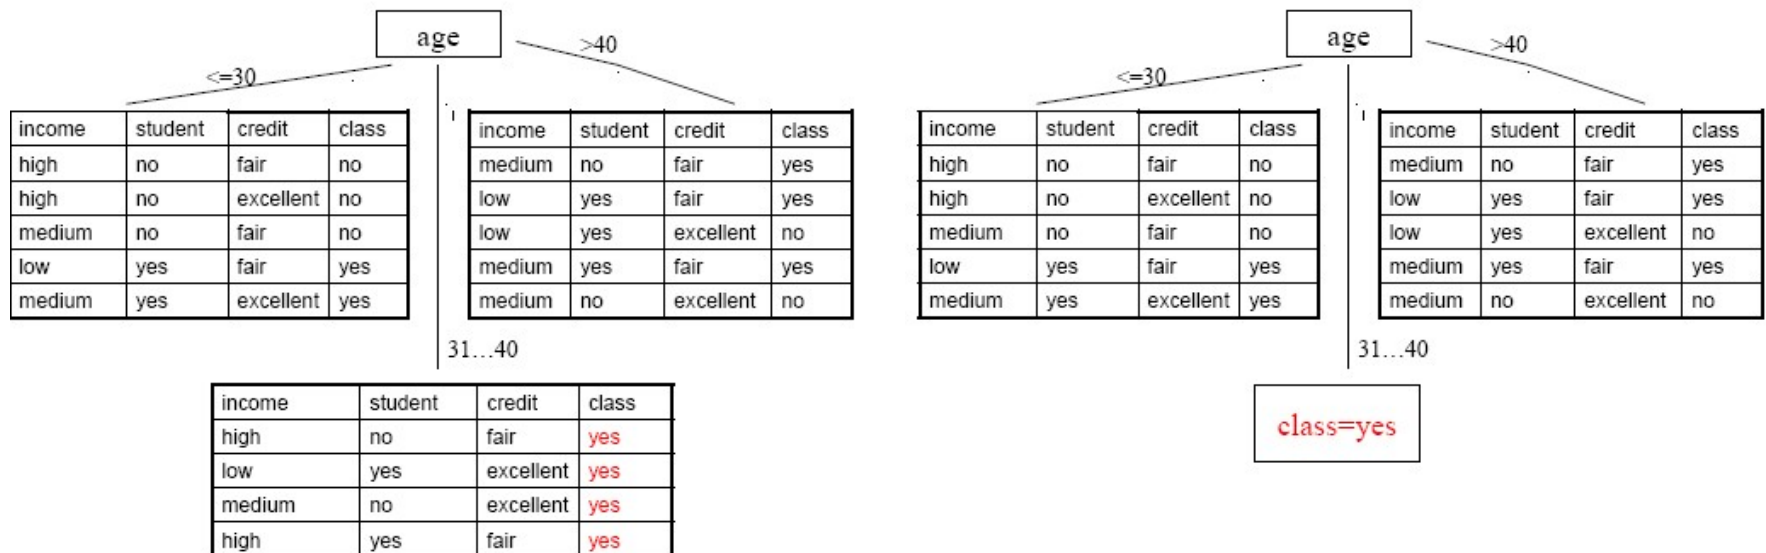 age
<=30
>40
income student credit class
high no fair no
high no excellent no
medium no fair no
low yes fair yes
medium yes excellent yes
income student credit class
medium no fair yes
low yes fair yes
low yes excellent no
medium yes fair yes
medium no excellent no
31...40
income student credit class
high no fair yes
low yes excellent yes
medium no excellent yes
high yes fair yes
age
<=30
>40
income student credit class
high no fair no
high no excellent no
medium no fair no
low yes fair yes
medium yes excellent yes
income student credit class
medium no fair yes
low yes fair yes
low yes excellent no
medium yes fair yes
medium no excellent no
31...40
class=yes